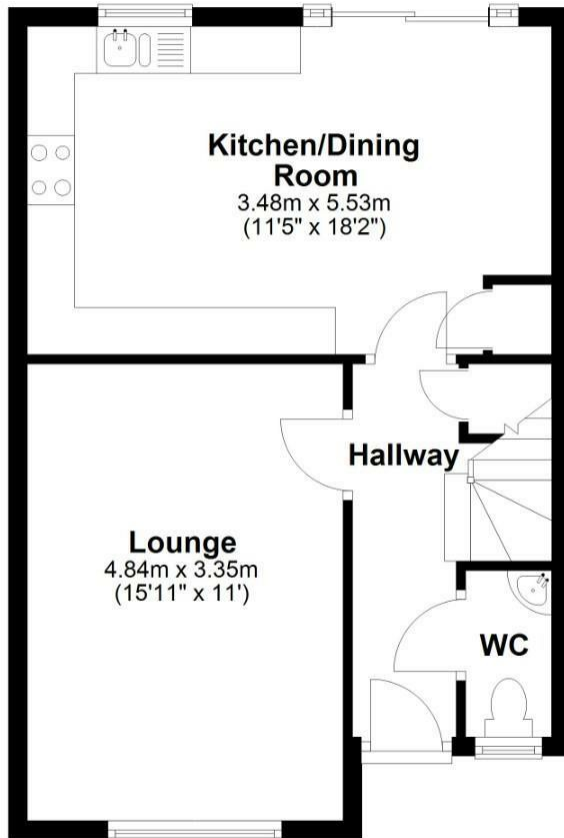 Kitchen/Dining
Room
3.48m x 5.53m
(11'5" x 18'2")
Hallway
Lounge
4.84m x 3.35m
(15'11" x 11')
WC